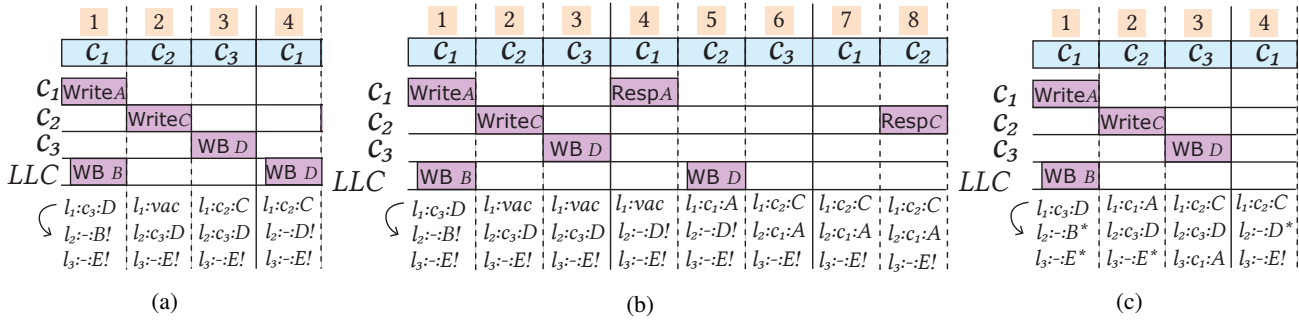 1 2 3 4
c₁ c₂ c₃ c₁
c₁ WriteA
c₂ WriteC
c₃ WB D
LLC WB B WB D
l₁:c₃:D l₁:vac l₁:c₂:C l₁:c₂:C
l₂:-:B! l₂:c₃:D l₂:c₃:D l₂:-:D!
l₃:-:E! l₃:-:E! l₃:-:E! l₃:-:E!
(a)
1 2 3 4 5 6 7 8
c₁ c₂ c₃ c₁ c₂ c₃ c₁ c₂
c₁ WriteA RespA
c₂ WriteC RespC
c₃ WB D
LLC WB B WB D
l₁:c₃:D l₁:vac l₁:vac l₁:vac l₁:c₁:A l₁:c₂:C l₁:c₂:C l₁:c₂:C
l₂:-:B! l₂:c₃:D l₂:c₃:D l₂:-:D! l₂:-:D! l₂:c₁:A l₂:c₁:A l₂:c₁:A
l₃:-:E! l₃:-:E! l₃:-:E! l₃:-:E! l₃:-:E! l₃:-:E! l₃:-:E! l₃:-:E!
(b)
1 2 3 4
c₁ c₂ c₃ c₁
c₁ WriteA
c₂ WriteC
c₃ WB D
LLC WB B
l₁:c₃:D l₁:c₁:A l₁:c₂:C l₁:c₂:C
l₂:-:B* l₂:c₃:D l₂:c₃:D l₂:-:D*
l₃:-:E* l₃:-:E* l₃:c₁:A l₃:-:E!
(c)